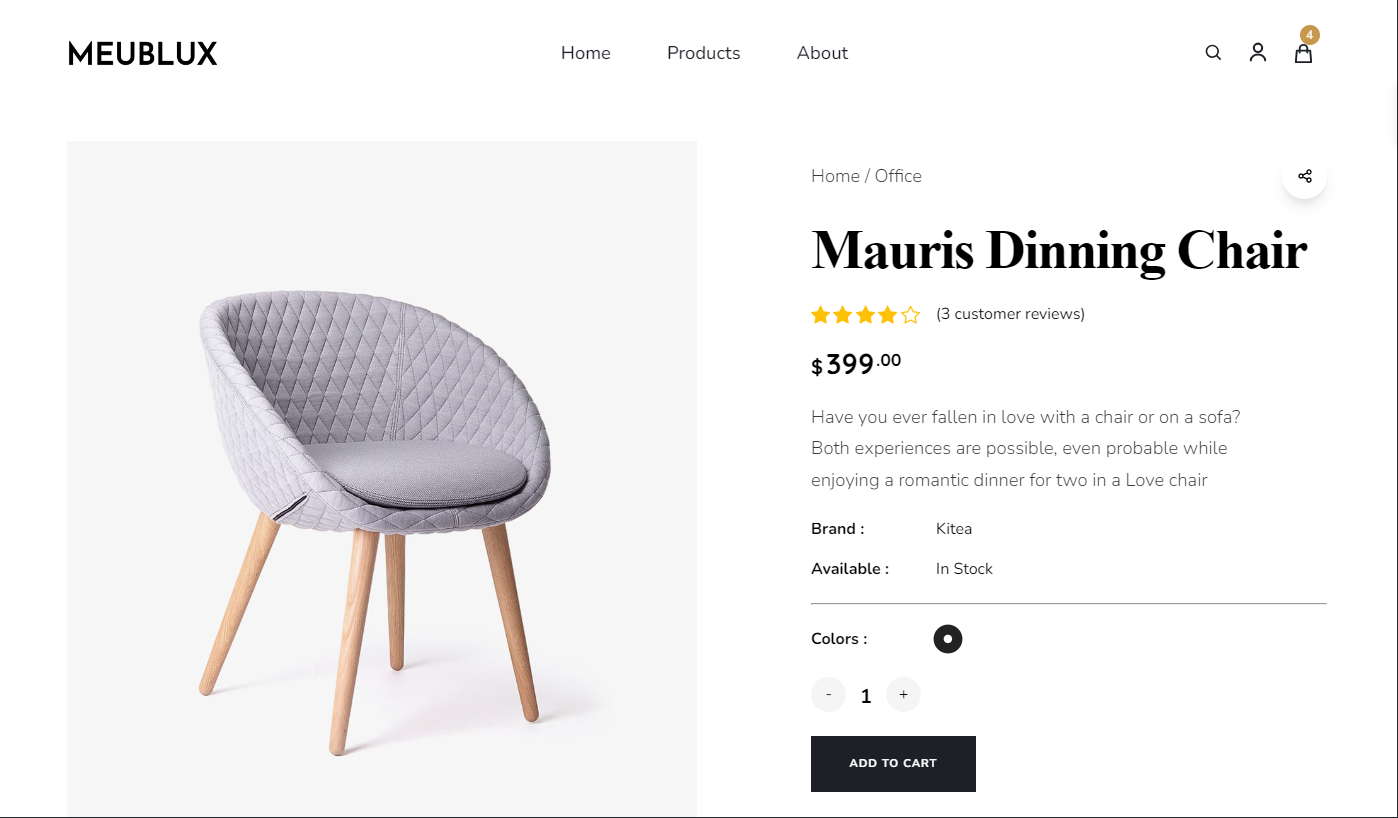 MEUBLUX
Home Products About
4
Home / Office
Mauris Dinning Chair
(3 customer reviews)
$399.00
Have you ever fallen in love with a chair or on a sofa?
Both experiences are possible, even probable while
enjoying a romantic dinner for two in a Love chair
Brand : Kitea
Available : In Stock
Colors :
- 1 +
ADD TO CART